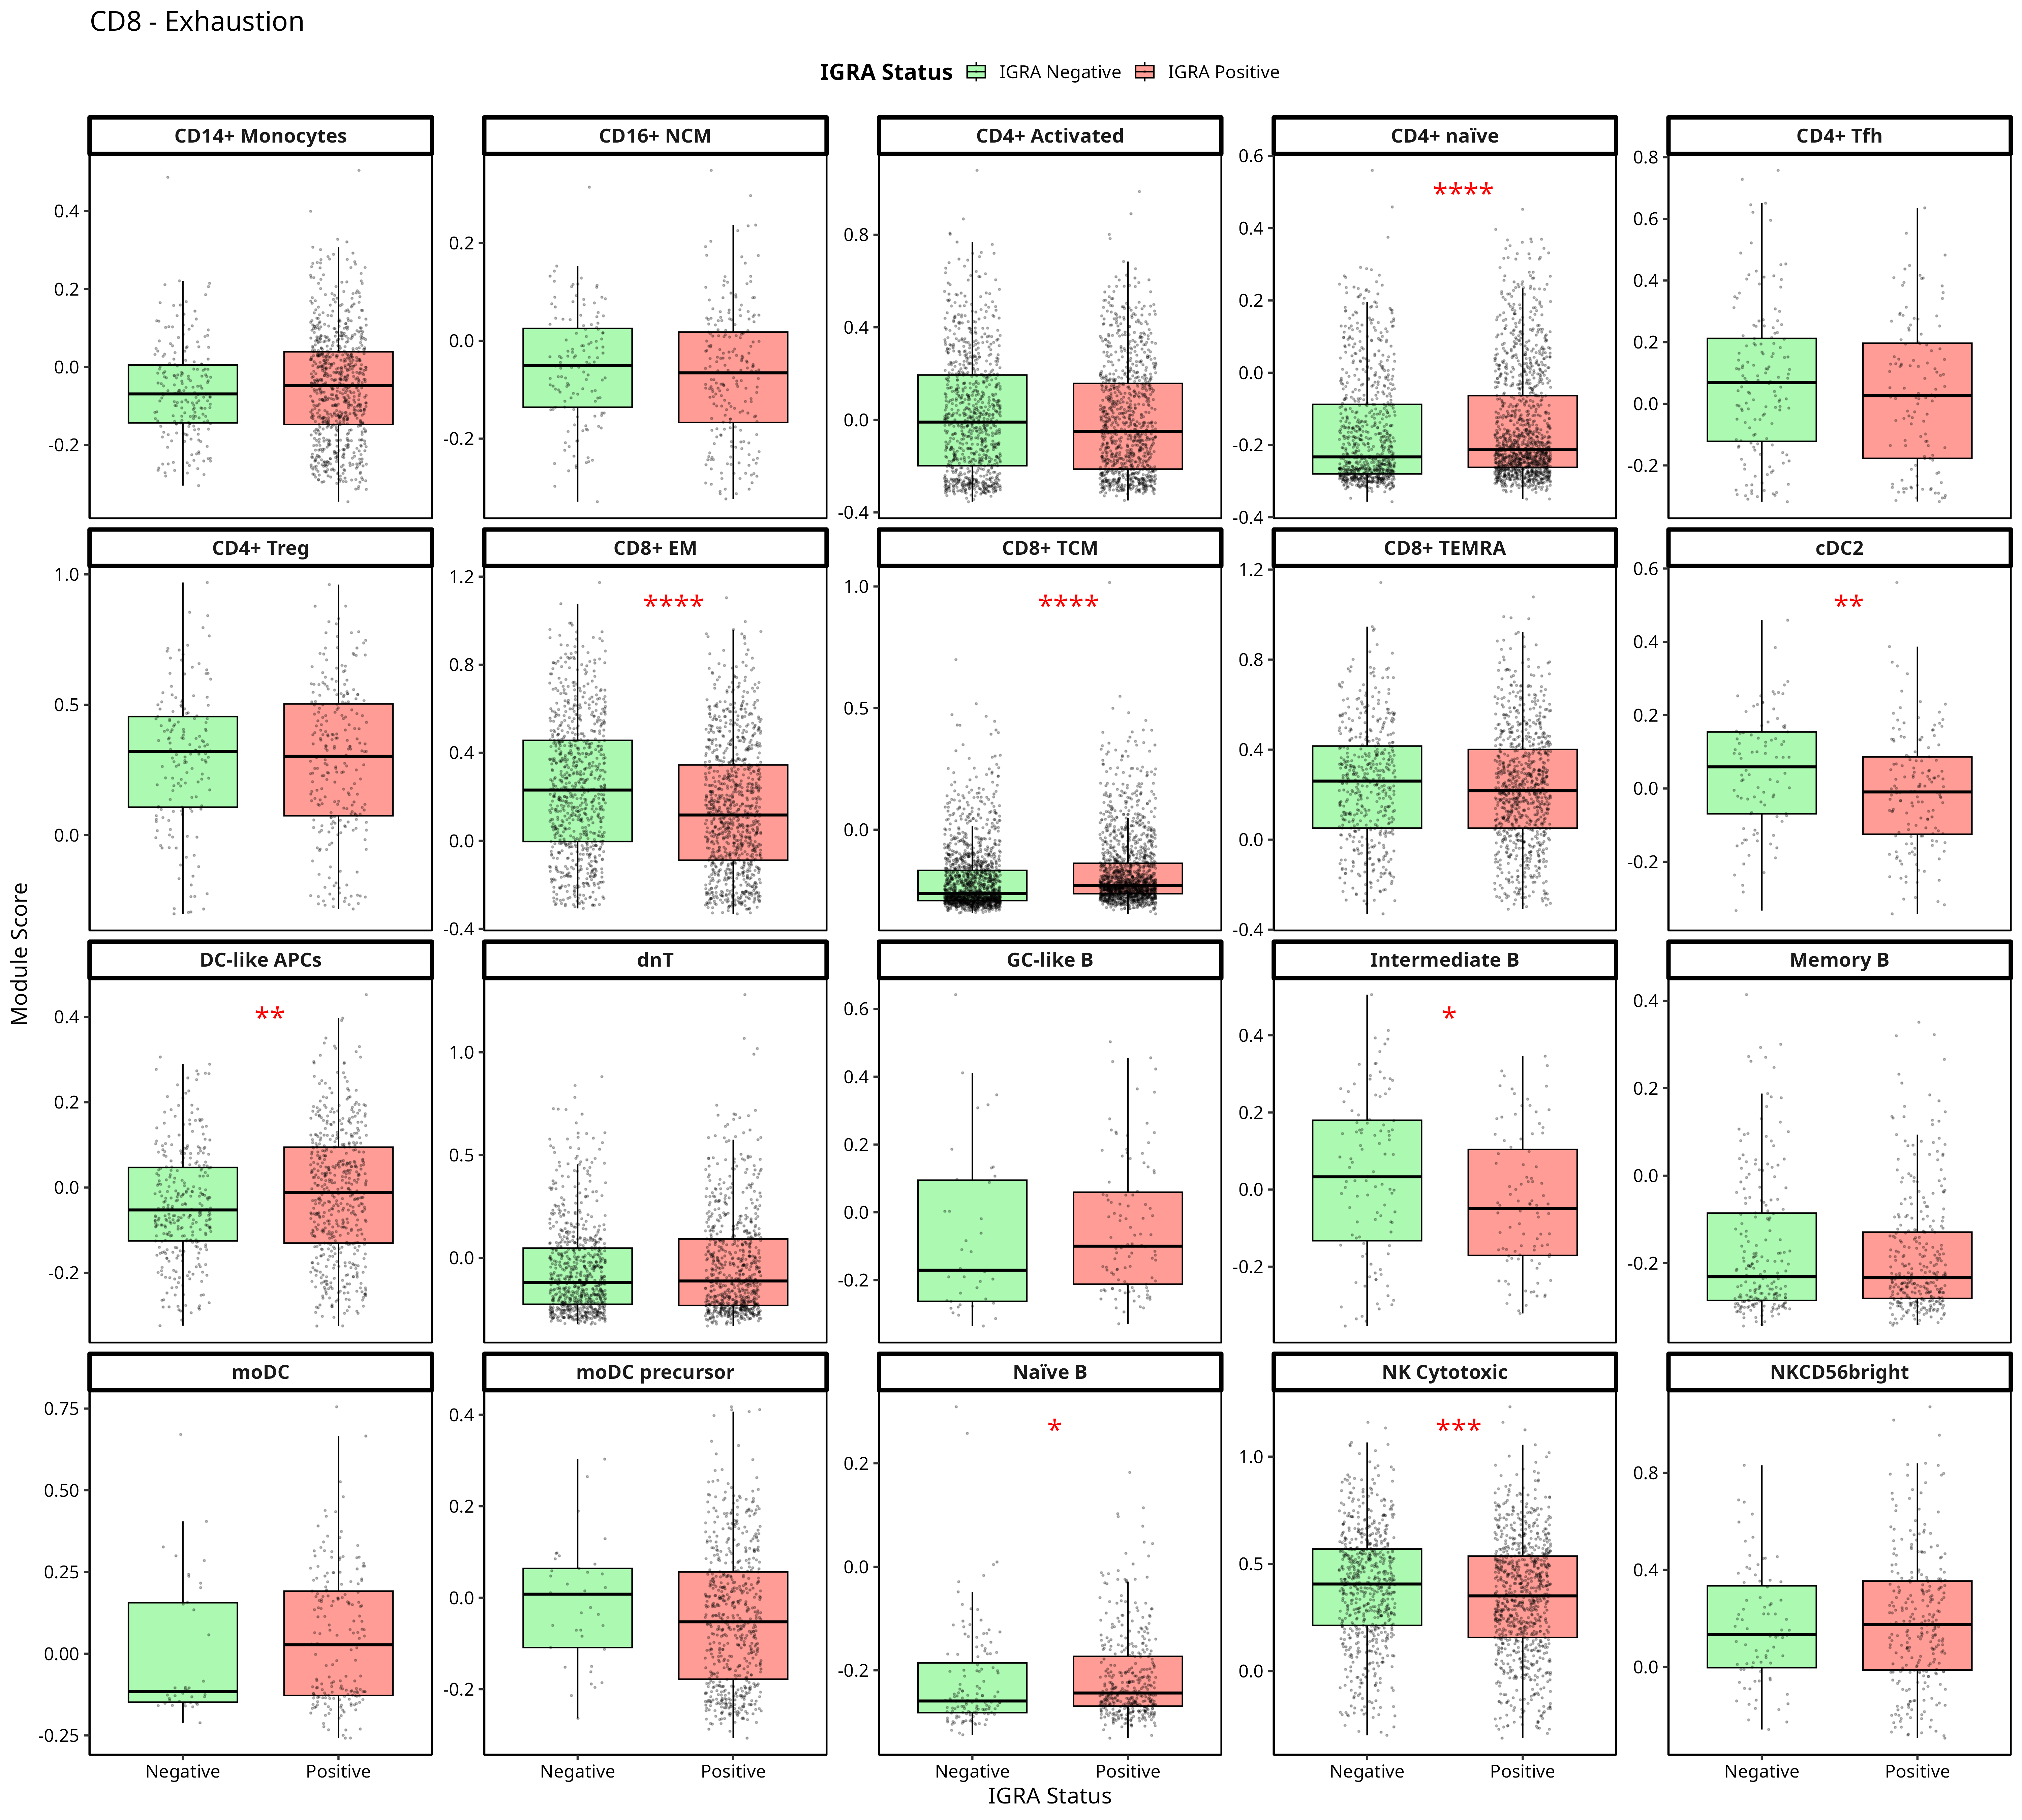 CD8 - Exhaustion
IGRA Status IGRA Negative IGRA Positive
CD14+ Monocytes CD16+ NCM CD4+ Activated CD4+ naïve CD4+ Tfh
0.4 0.2 0.0 -0.2
0.2 0.0 -0.2
0.8 0.4 0.0 -0.4
0.6 0.4 0.2 0.0 -0.2 -0.4
****
0.8 0.6 0.4 0.2 0.0 -0.2
CD4+ Treg CD8+ EM CD8+ TCM CD8+ TEMRA cDC2
1.0 0.5 0.0
1.2 0.8 0.4 0.0 -0.4
****
1.0 0.5 0.0
****
1.2 0.8 0.4 0.0 -0.4
0.6 0.4 0.2 0.0 -0.2
**
Module Score
DC-like APCs dnT GC-like B Intermediate B Memory B
0.4 0.2 0.0 -0.2
**
1.0 0.5 0.0
0.6 0.4 0.2 0.0 -0.2
0.4 0.2 0.0 -0.2
*
0.4 0.2 0.0 -0.2
moDC moDC precursor Naïve B NK Cytotoxic NKCD56bright
0.75 0.50 0.25 0.00 -0.25
0.4 0.2 0.0 -0.2
0.2 0.0 -0.2
*
1.0 0.5 0.0
***
0.8 0.4 0.0
Negative Positive Negative Positive Negative Positive Negative Positive Negative Positive
IGRA Status